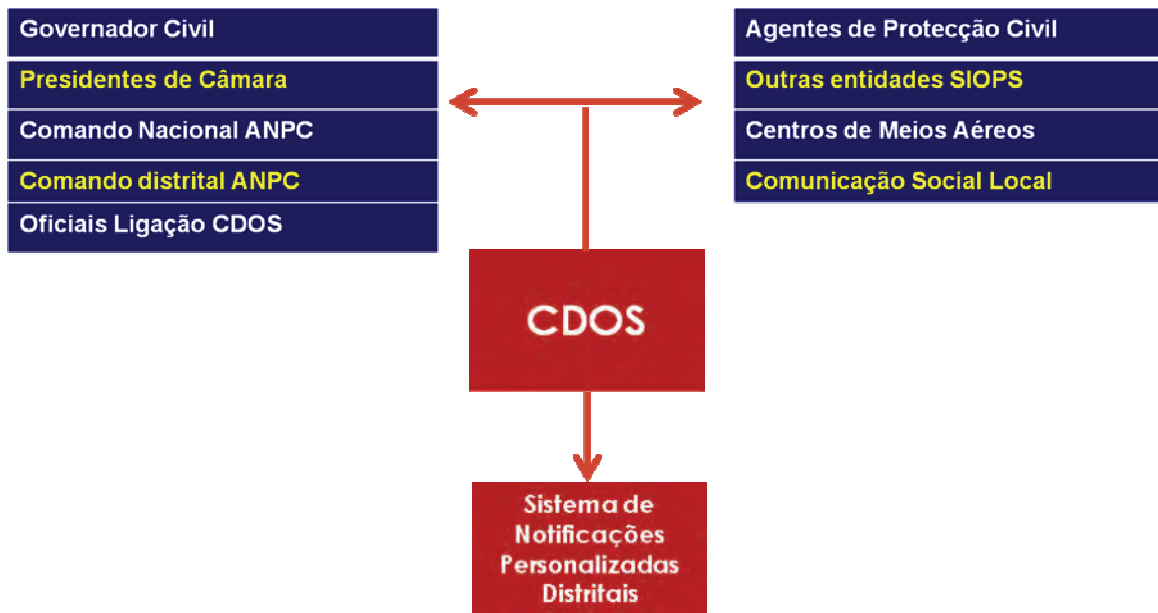 Governador Civil
Presidentes de Câmara
Comando Nacional ANPC
Comando distrital ANPC
Oficiais Ligação CDOS
Agentes de Protecção Civil
Outras entidades SIOPS
Centros de Meios Aéreos
Comunicação Social Local
CDOS
Sistema de
Notificações
Personalizadas
Distritais